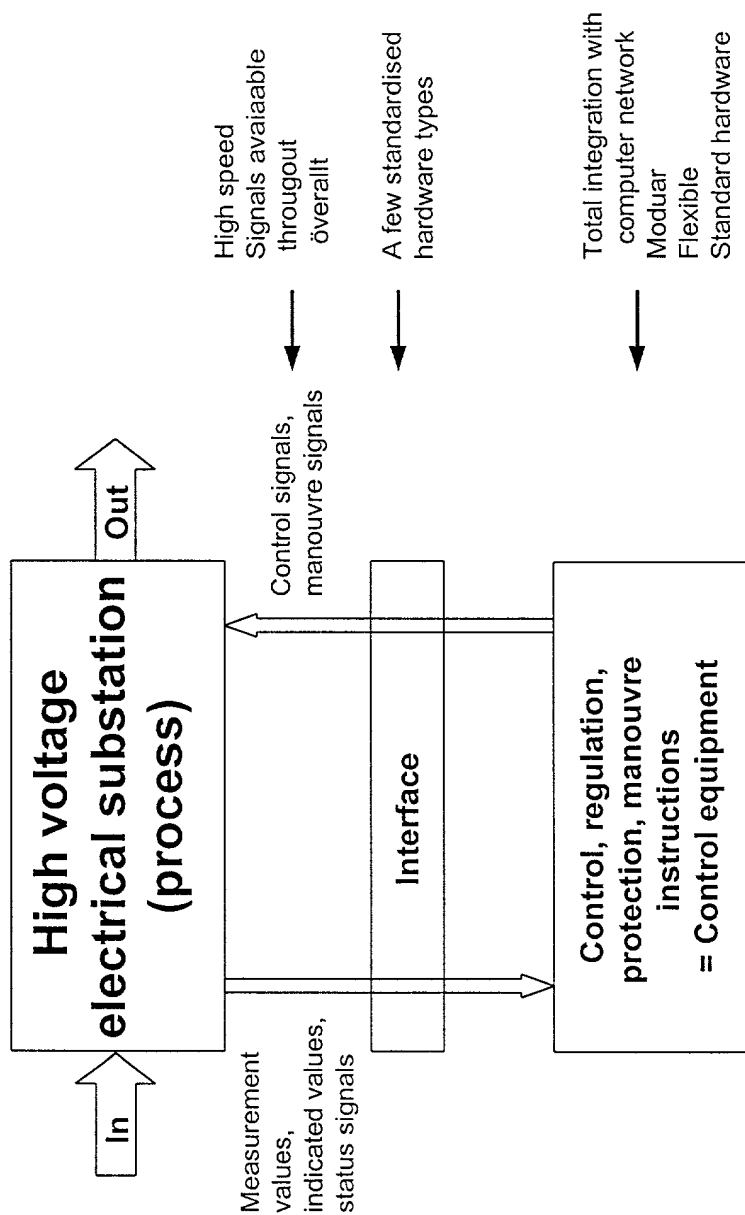 In
High voltage
electrical substation
(process)
Out
Measurement
values,
indicated values,
status signals
Control signals,
manouvre signals
High speed
Signals avaiaable
througout
överallt
Interface
A few standardised
hardware types
Control, regulation,
protection, manouvre
instructions
= Control equipment
Total integration with
computer network
Moduar
Flexible
Standard hardware